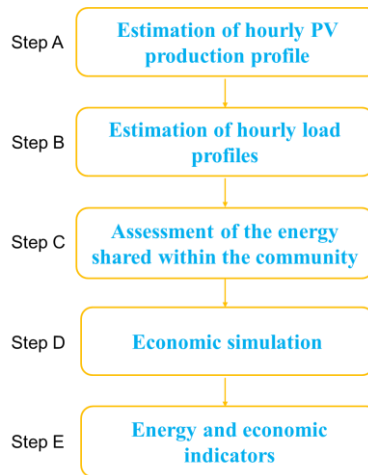 Step A
Estimation of hourly PV
production profile
Step B
Estimation of hourly load
profiles
Step C
Assessment of the energy
shared within the community
Step D
Economic simulation
Step E
Energy and economic
indicators